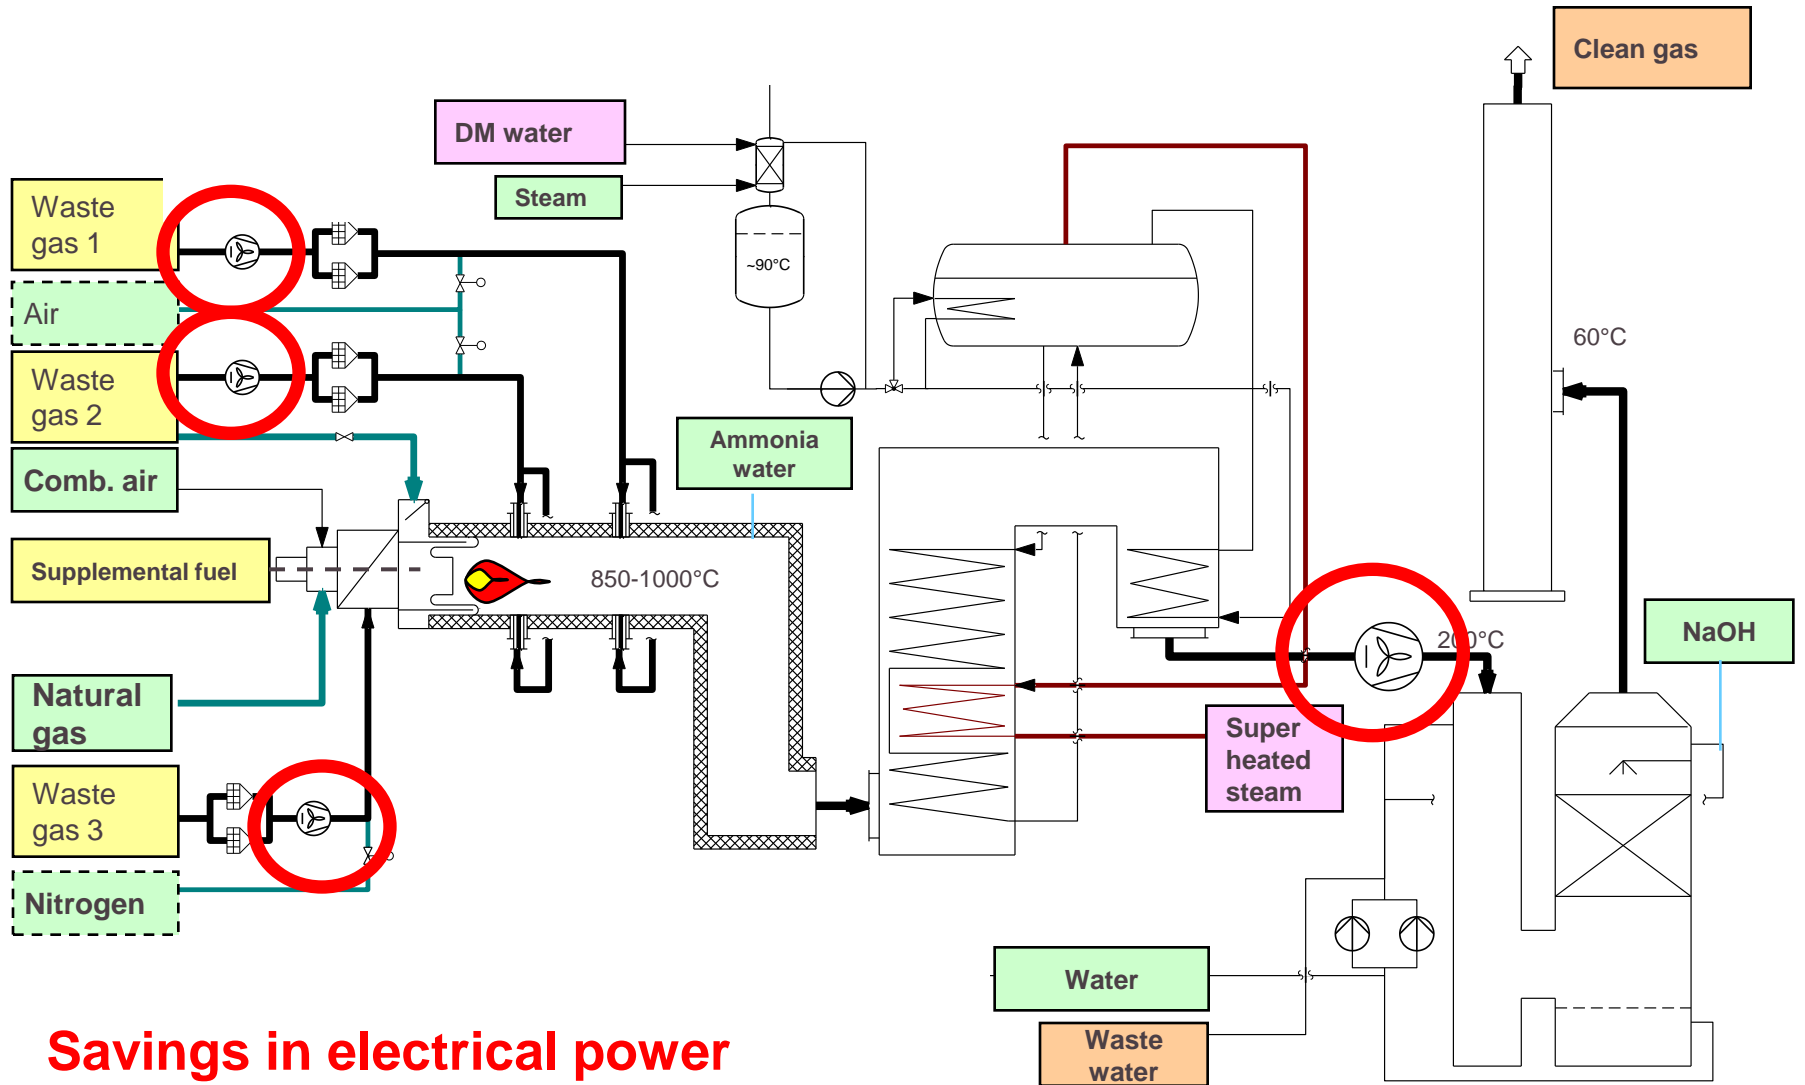 Clean gas
DM water
Steam
Waste
gas 1
~90°C
Air
60°C
Waste
gas 2
Ammonia
water
Comb. air
Supplemental fuel
850-1000°C
200°C
NaOH
Natural
gas
Super
heated
steam
Waste
gas 3
Nitrogen
Water
Savings in electrical power
Waste
water